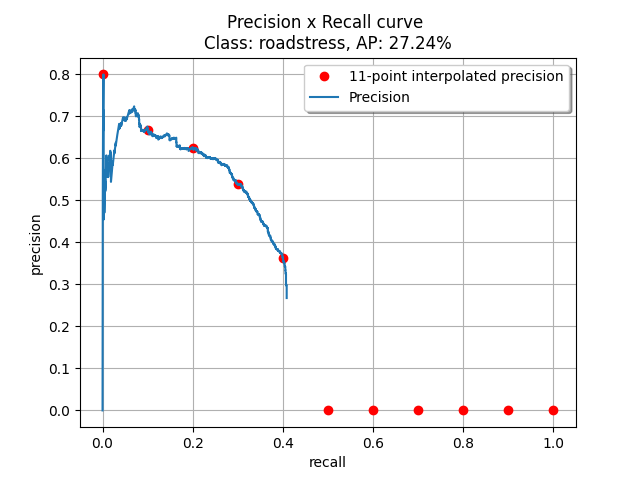 Precision x Recall curve
Class: roadstress, AP: 27.24%
11-point interpolated precision
Precision
precision
0.8
0.7
0.6
0.5
0.4
0.3
0.2
0.1
0.0
0.0 0.2 0.4 0.6 0.8 1.0
recall